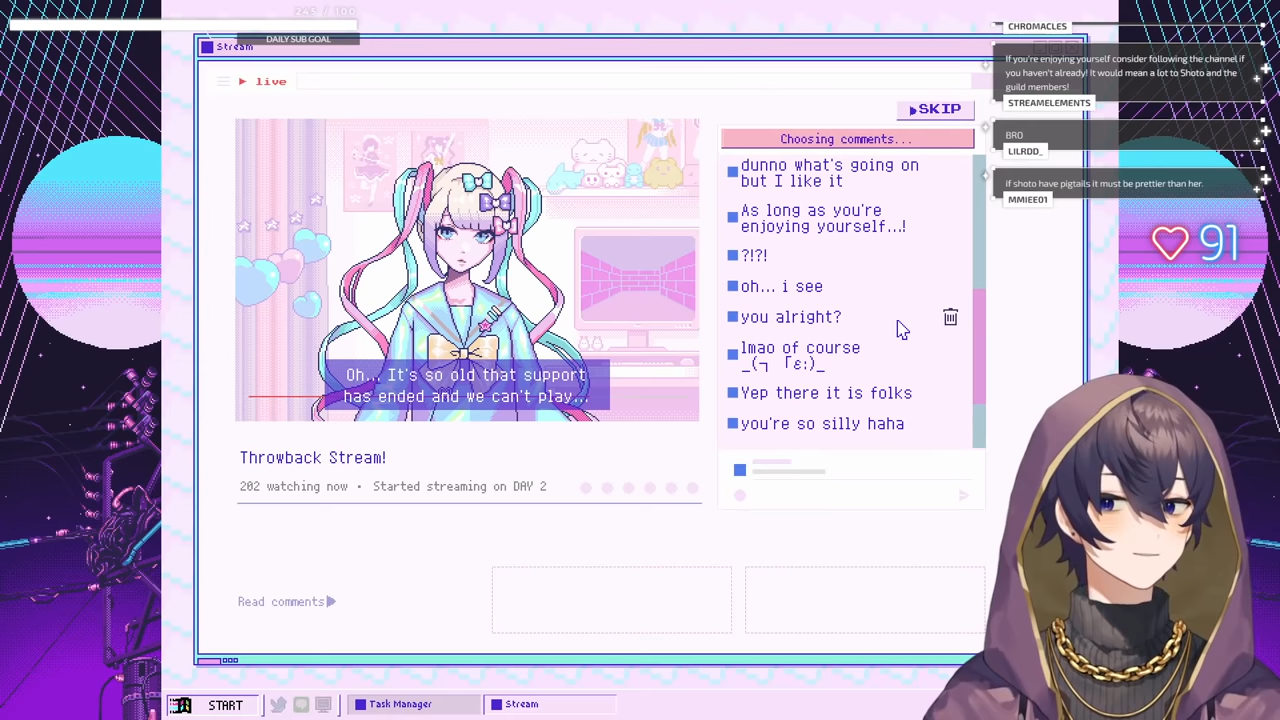 245 / 100
DAILY SUB GOAL
Stream
live
SKIP
Choosing comments...
dunno what's going on
but I like it
As long as you're
enjoying yourself...!
?!?!
oh... i see
you alright?
lmao of course
_(┐「ε:)_
Yep there it is folks
you're so silly haha
Oh... It's so old that support
has ended and we can't play...
Throwback Stream!
202 watching now • Started streaming on DAY 2
Read comments
START
Task Manager
Stream
CHROMACLES
If you're enjoying yourself consider following the channel if
you haven't already! It would mean a lot to Shoto and the
guild members!
STREAMELEMENTS
BRO
LILRDD_
if shoto have pigtails it must be prettier than her.
MMIEE01
91